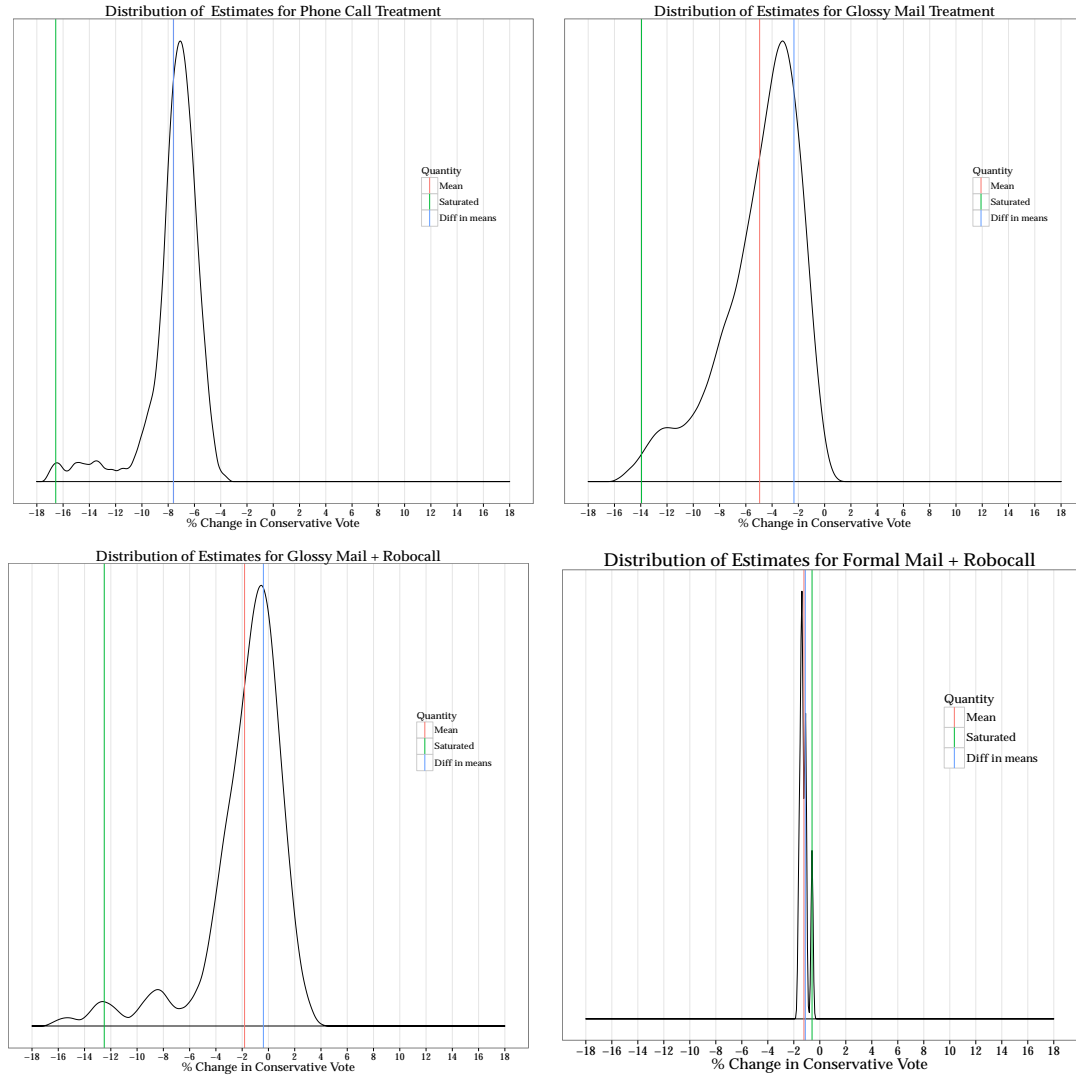 Distribution of Estimates for Phone Call Treatment
Quantity
Mean
Saturated
Diff in means
−18 −16 −14 −12 −10 −8 −6 −4 −2 0 2 4 6 8 10 12 14 16 18
% Change in Conservative Vote
Distribution of Estimates for Glossy Mail Treatment
Quantity
Mean
Saturated
Diff in means
−18 −16 −14 −12 −10 −8 −6 −4 −2 0 2 4 6 8 10 12 14 16 18
% Change in Conservative Vote
Distribution of Estimates for Glossy Mail + Robocall
Quantity
Mean
Saturated
Diff in means
−18 −16 −14 −12 −10 −8 −6 −4 −2 0 2 4 6 8 10 12 14 16 18
% Change in Conservative Vote
Distribution of Estimates for Formal Mail + Robocall
Quantity
Mean
Saturated
Diff in means
−18 −16 −14 −12 −10 −8 −6 −4 −2 0 2 4 6 8 10 12 14 16 18
% Change in Conservative Vote